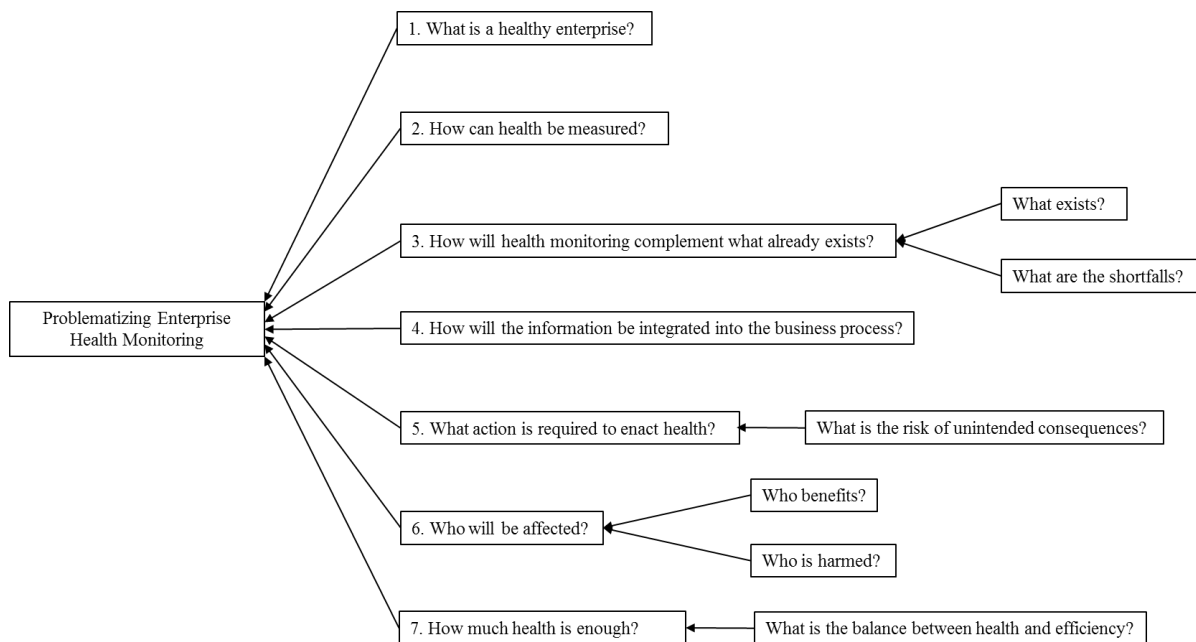 1. What is a healthy enterprise?
2. How can health be measured?
What exists?
3. How will health monitoring complement what already exists?
What are the shortfalls?
Problematizing Enterprise
Health Monitoring
4. How will the information be integrated into the business process?
5. What action is required to enact health?
What is the risk of unintended consequences?
Who benefits?
6. Who will be affected?
Who is harmed?
7. How much health is enough?
What is the balance between health and efficiency?